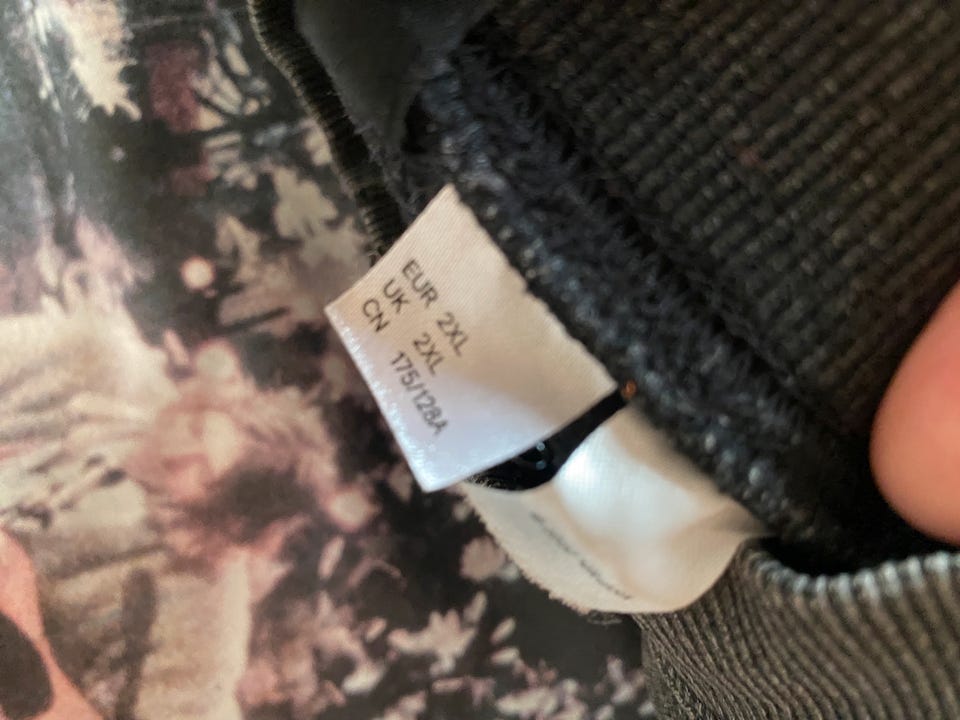 EUR 2XL
UK 2XL
CN 175/128A